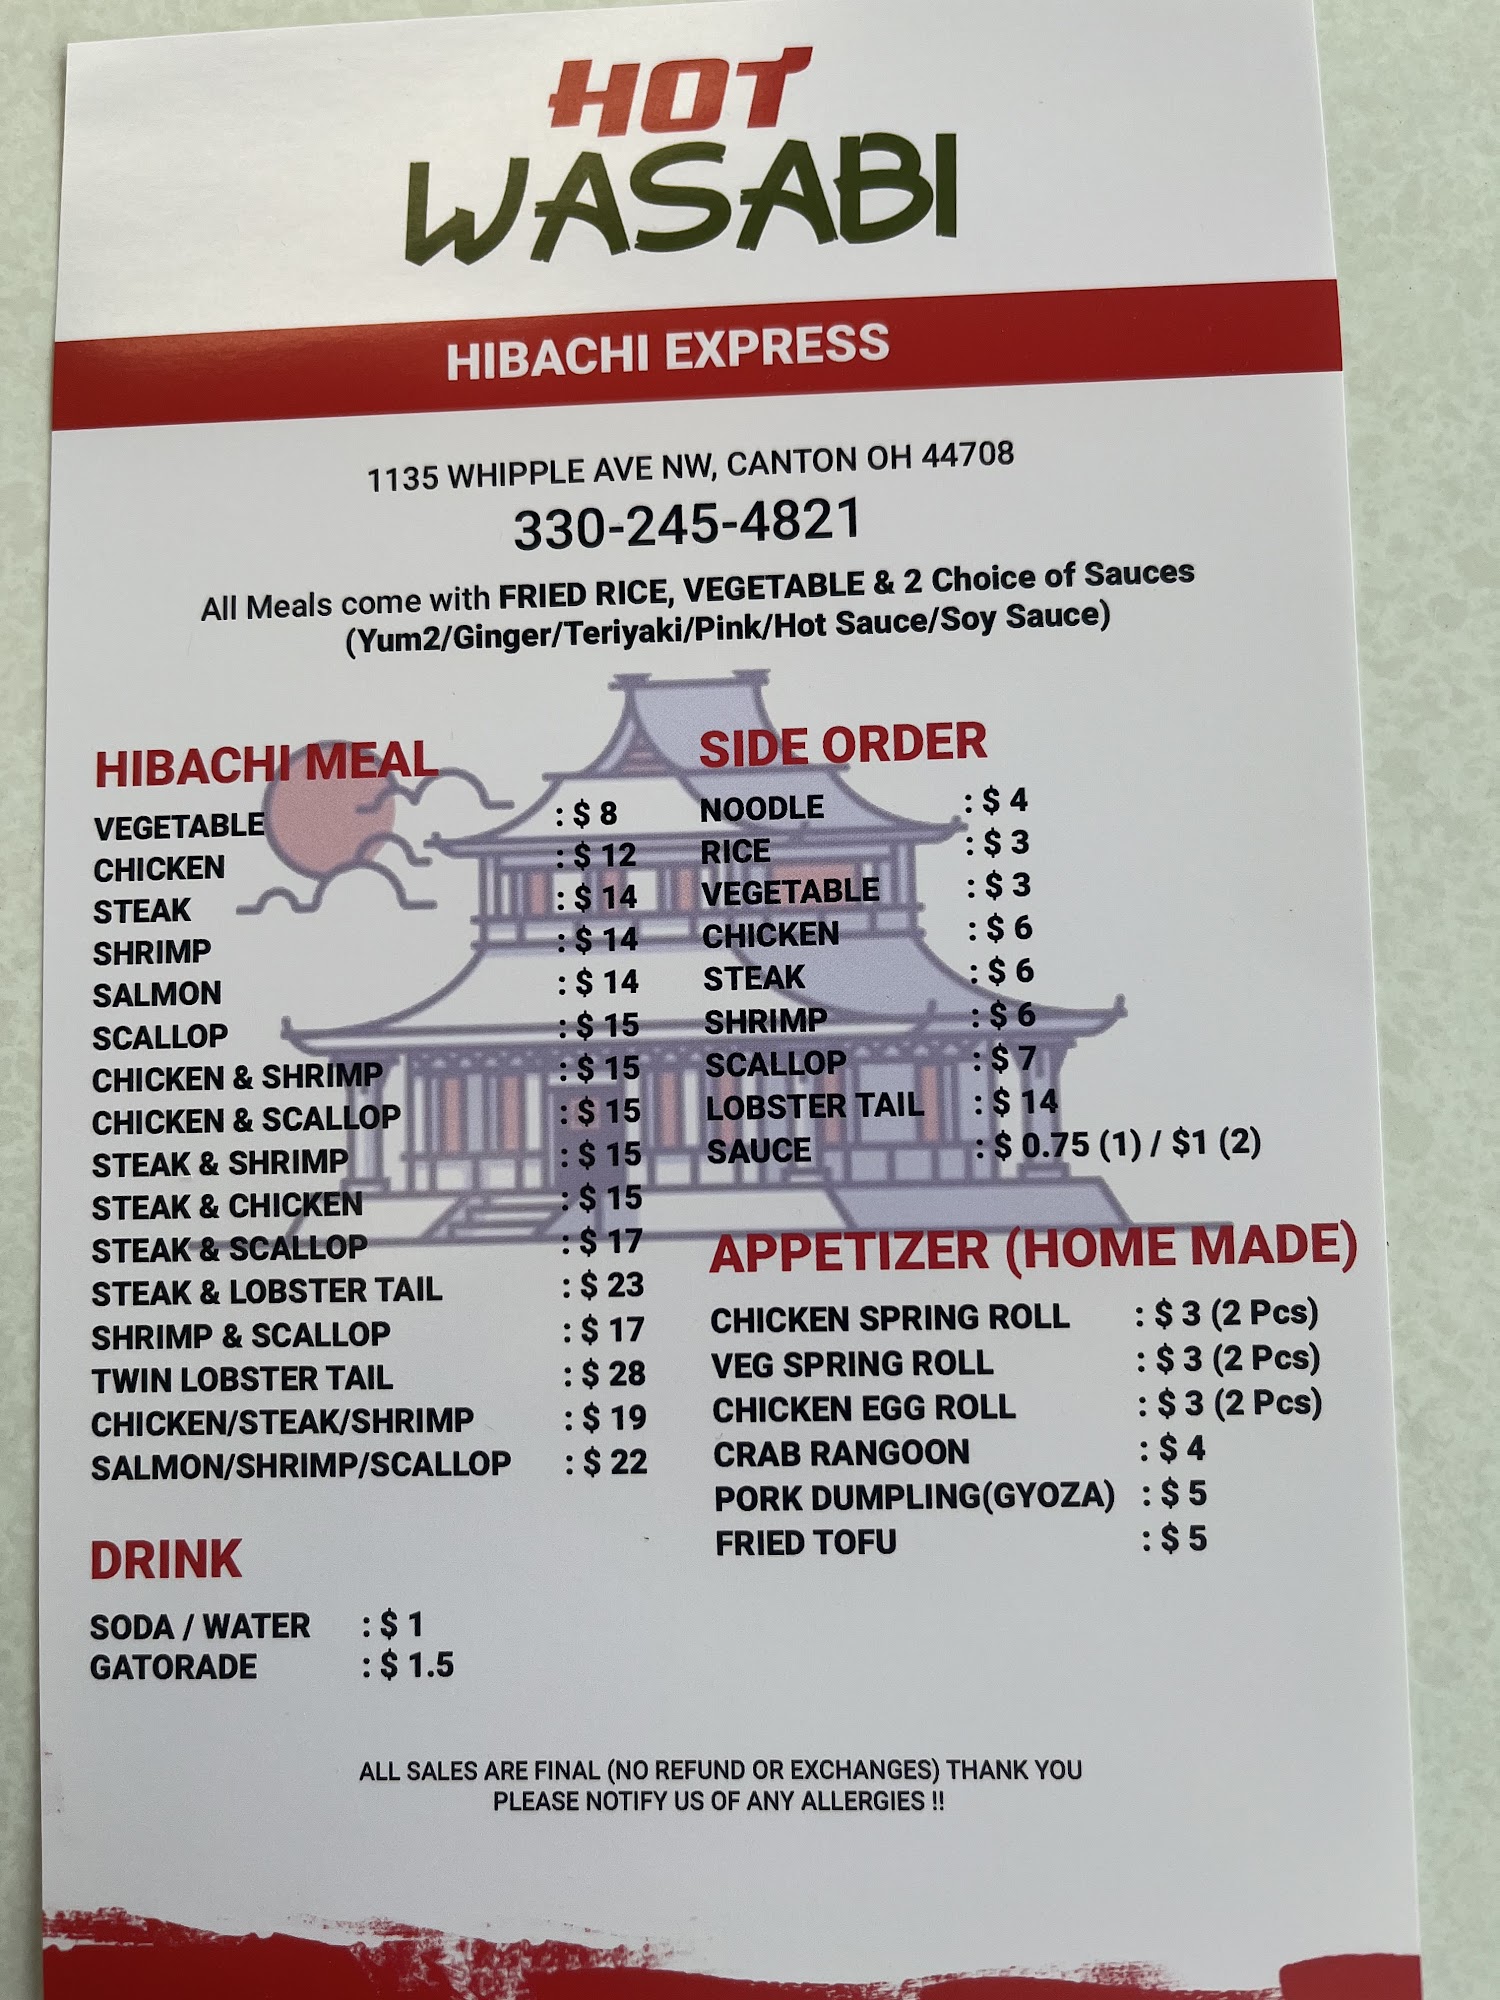 HOT
WASABI
HIBACHI EXPRESS
1135 WHIPPLE AVE NW, CANTON OH 44708
330-245-4821
All Meals come with FRIED RICE, VEGETABLE & 2 Choice of Sauces
(Yum2/Ginger/Teriyaki/Pink/Hot Sauce/Soy Sauce)
HIBACHI MEAL
VEGETABLE : $ 8
CHICKEN : $ 12
STEAK : $ 14
SHRIMP : $ 14
SALMON : $ 14
SCALLOP : $ 15
CHICKEN & SHRIMP : $ 15
CHICKEN & SCALLOP : $ 15
STEAK & SHRIMP : $ 15
STEAK & CHICKEN : $ 15
STEAK & SCALLOP : $ 17
STEAK & LOBSTER TAIL : $ 23
SHRIMP & SCALLOP : $ 17
TWIN LOBSTER TAIL : $ 28
CHICKEN/STEAK/SHRIMP : $ 19
SALMON/SHRIMP/SCALLOP : $ 22
DRINK
SODA / WATER : $ 1
GATORADE : $ 1.5
SIDE ORDER
NOODLE : $ 4
RICE : $ 3
VEGETABLE : $ 3
CHICKEN : $ 6
STEAK : $ 6
SHRIMP : $ 6
SCALLOP : $ 7
LOBSTER TAIL : $ 14
SAUCE : $ 0.75 (1) / $1 (2)
APPETIZER (HOME MADE)
CHICKEN SPRING ROLL : $ 3 (2 Pcs)
VEG SPRING ROLL : $ 3 (2 Pcs)
CHICKEN EGG ROLL : $ 3 (2 Pcs)
CRAB RANGOON : $ 4
PORK DUMPLING(GYOZA) : $ 5
FRIED TOFU : $ 5
ALL SALES ARE FINAL (NO REFUND OR EXCHANGES) THANK YOU
PLEASE NOTIFY US OF ANY ALLERGIES !!